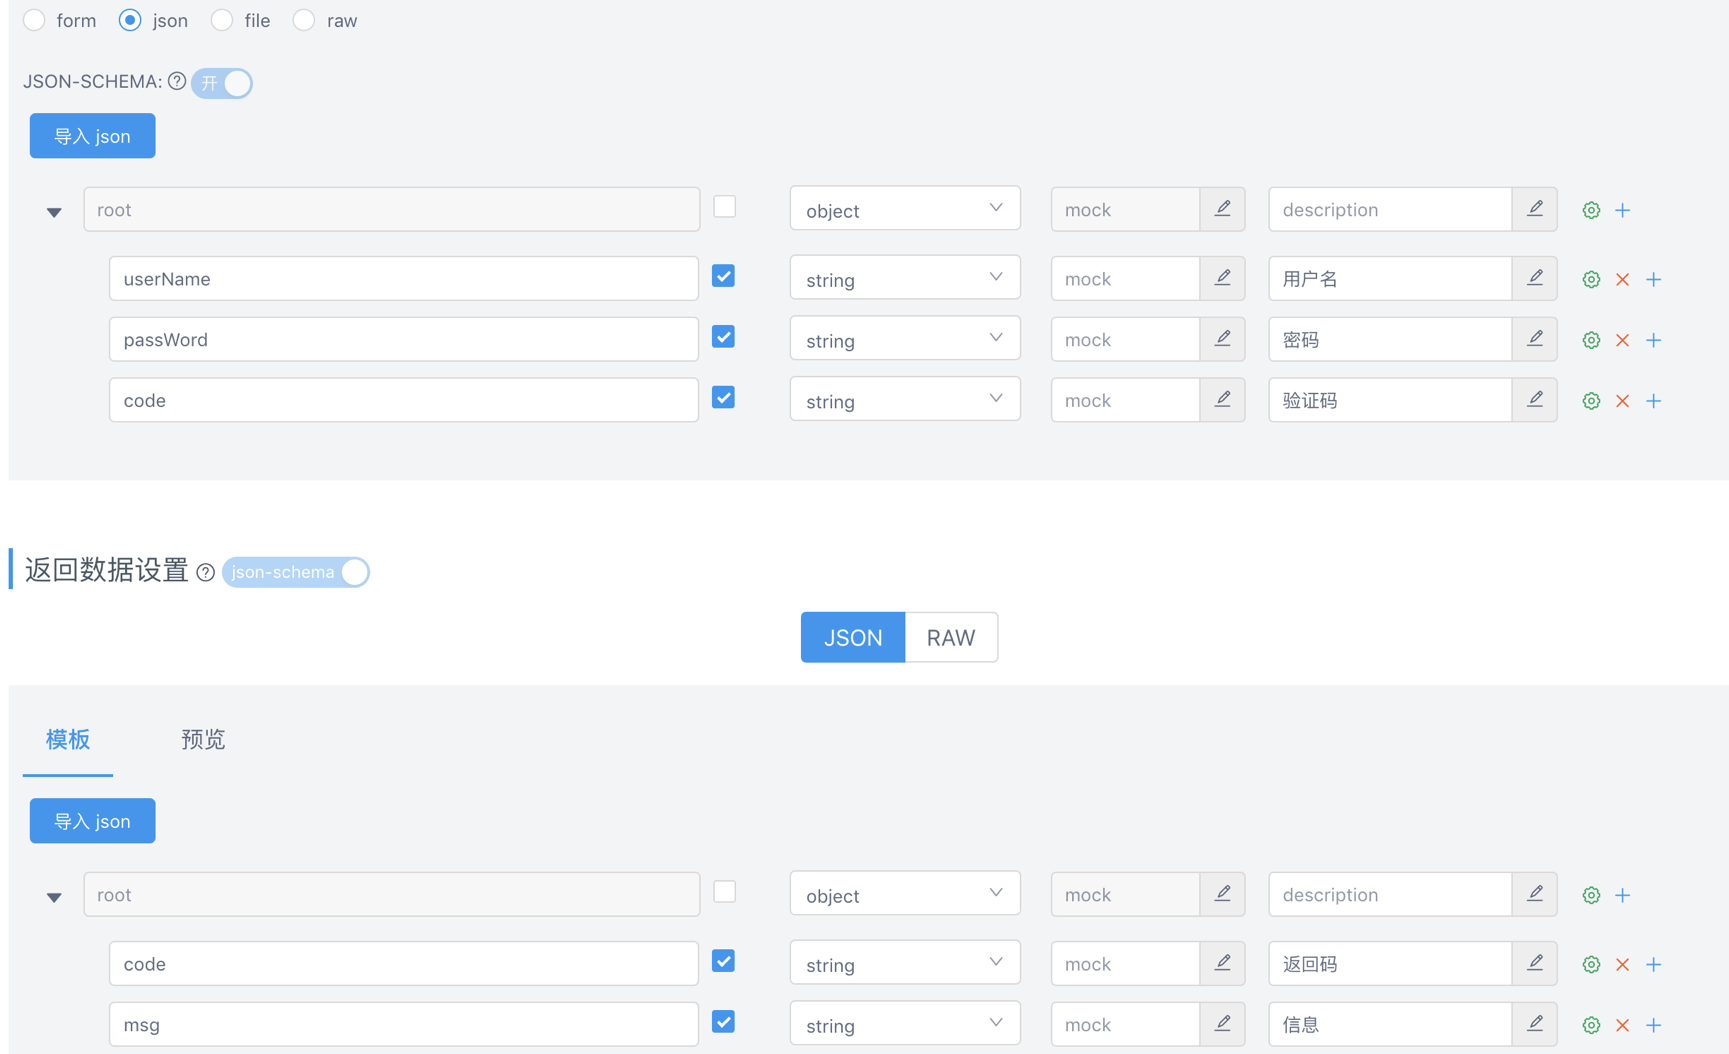 form json file raw
JSON-SCHEMA: ? 开
导入 json
root object mock description
userName string mock 用户名
passWord string mock 密码
code string mock 验证码
返回数据设置 ? json-schema
JSON RAW
模板 预览
导入 json
root object mock description
code string mock 返回码
msg string mock 信息